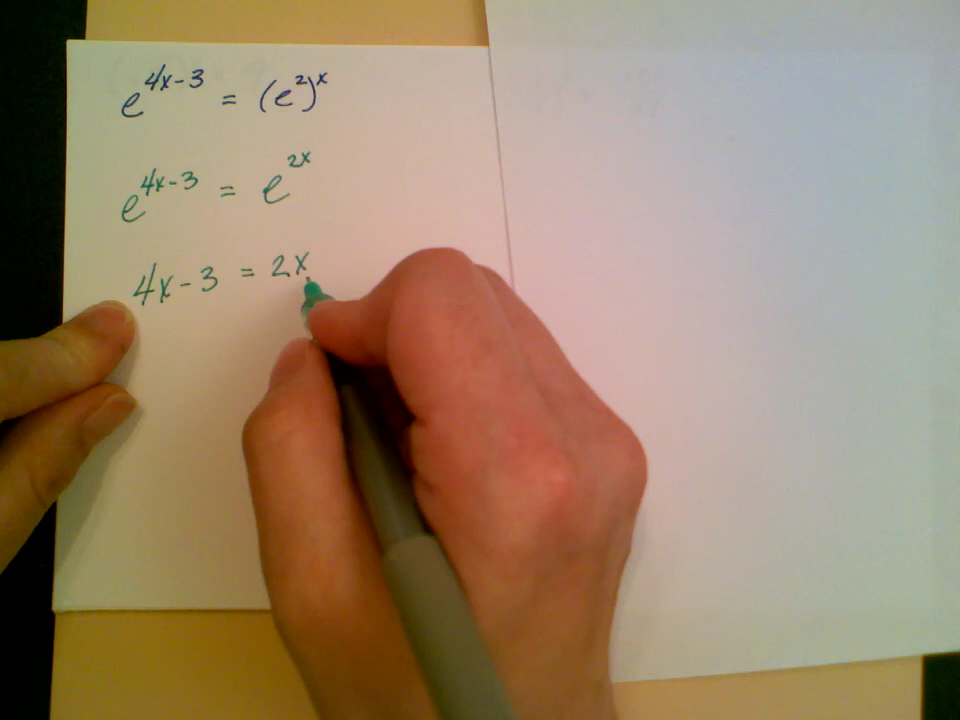 e^{4x-3} = (e^2)^x
e^{4x-3} = e^{2x}
4x-3 = 2x